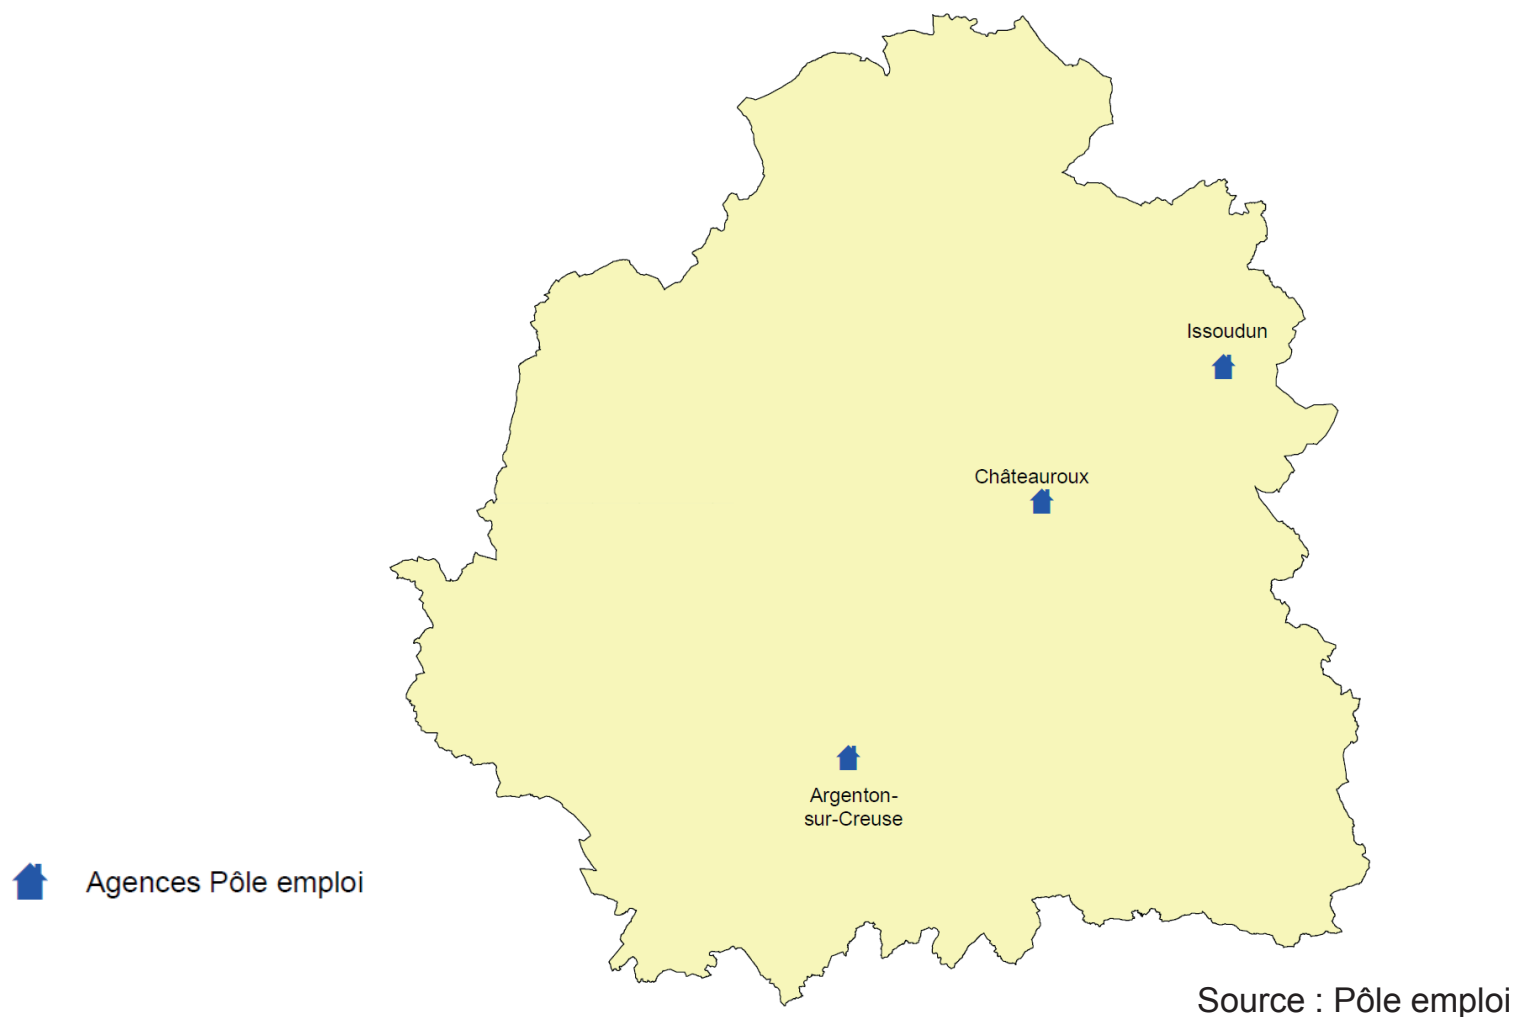 Issoudun
Châteauroux
Argenton-
sur-Creuse
Agences Pôle emploi
Source : Pôle emploi